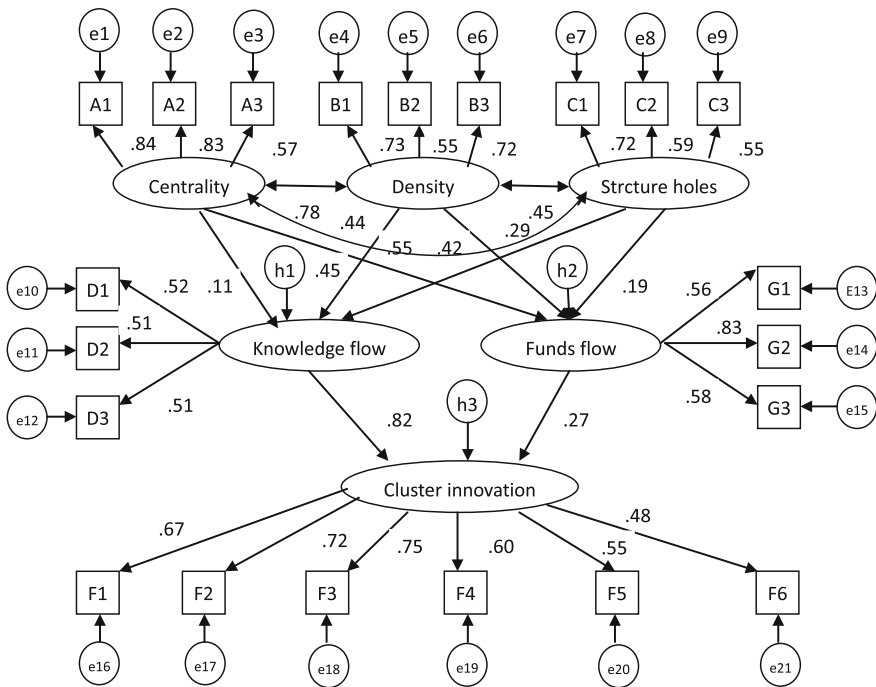 e1 e2 e3 e4 e5 e6 e7 e8 e9
A1 A2 A3 B1 B2 B3 C1 C2 C3
.84 .83 .57 .73 .55 .72 .72 .59 .55
Centrality Density Strcture holes
.78 .44 .45 .29
.55 .42
h1 h2
.11 .45 .19
e10 D1 .52 .56 G1 E13
.51 .83
e11 D2 Knowledge flow Funds flow G2 e14
.51 .58
e12 D3 G3 e15
.82 h3 .27
Cluster innovation
.67 .72 .75 .60 .55 .48
F1 F2 F3 F4 F5 F6
e16 e17 e18 e19 e20 e21